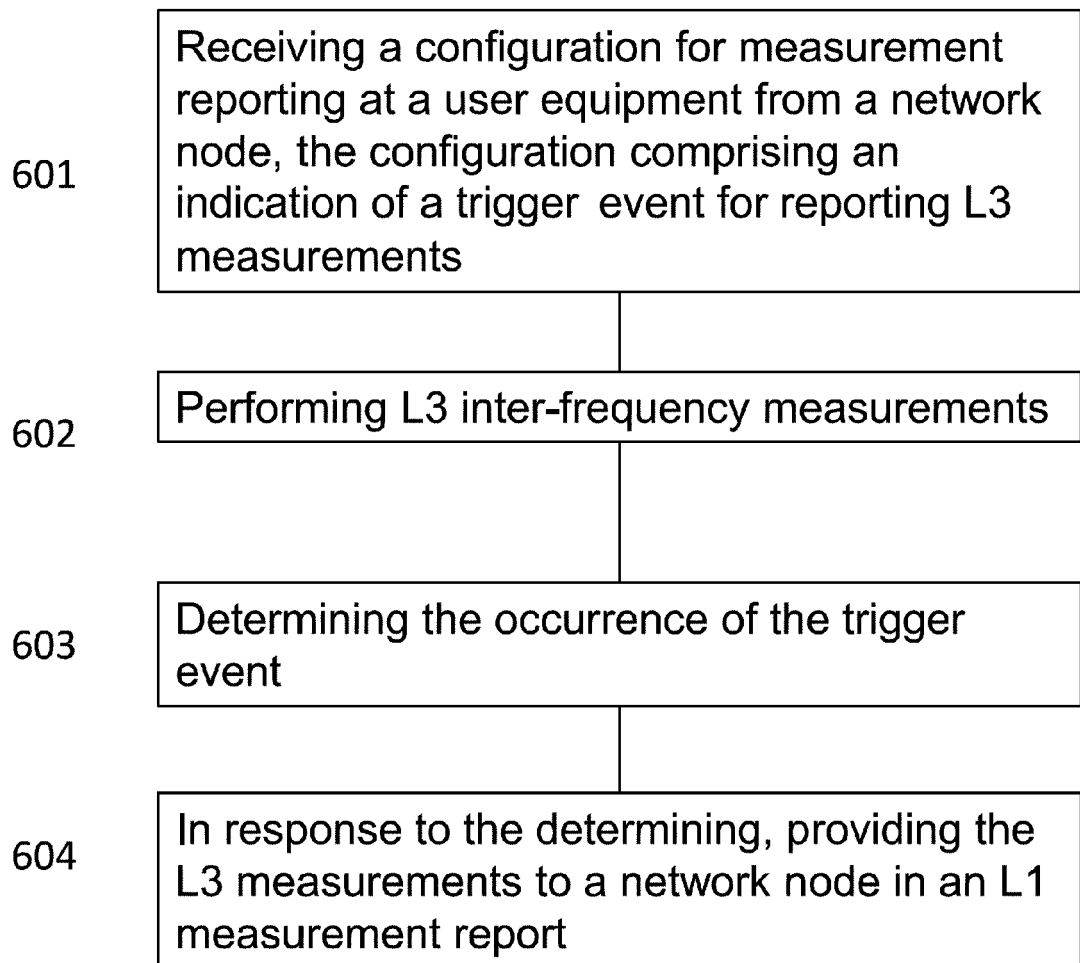 601
Receiving a configuration for measurement
reporting at a user equipment from a network
node, the configuration comprising an
indication of a trigger event for reporting L3
measurements
602
Performing L3 inter-frequency measurements
603
Determining the occurrence of the trigger
event
604
In response to the determining, providing the
L3 measurements to a network node in an L1
measurement report